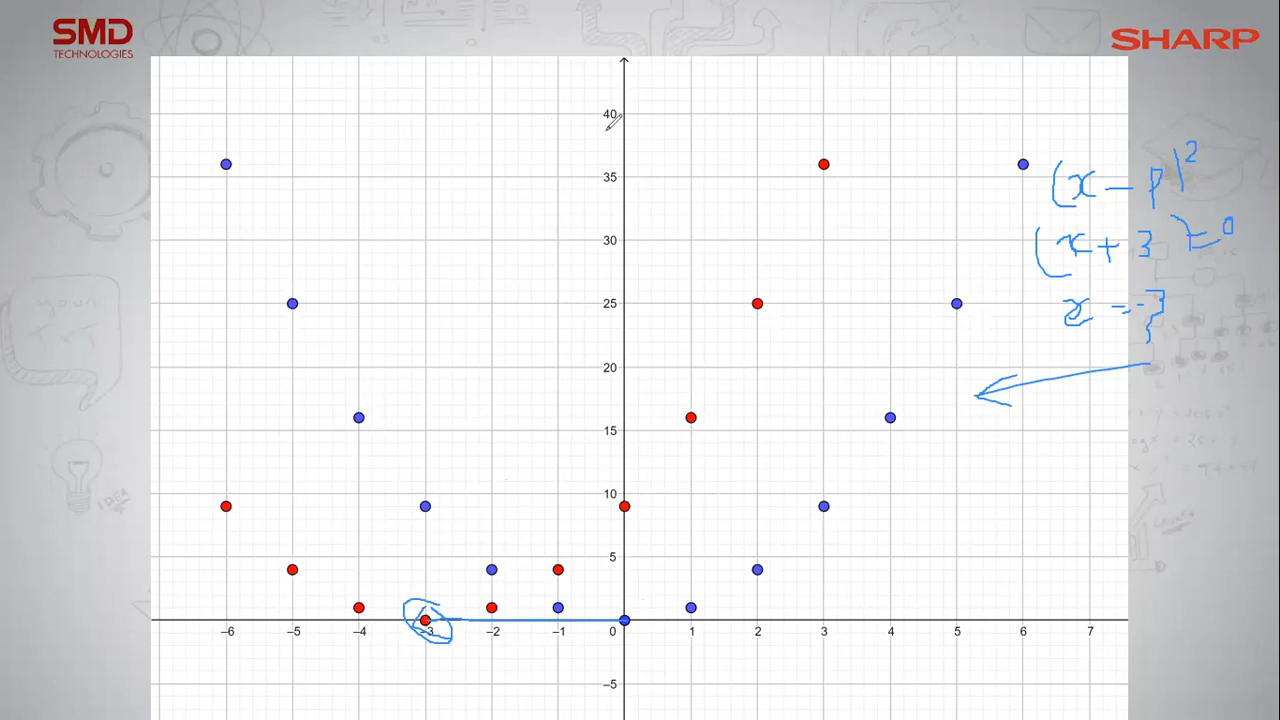 SMD
TECHNOLOGIES
SHARP
40
35
30
25
20
15
10
5
–6 –5 –4 –3 –2 –1 0 1 2 3 4 5 6 7
–5
(x – p)²
(x + 3) = 0
x = -3
IDEA